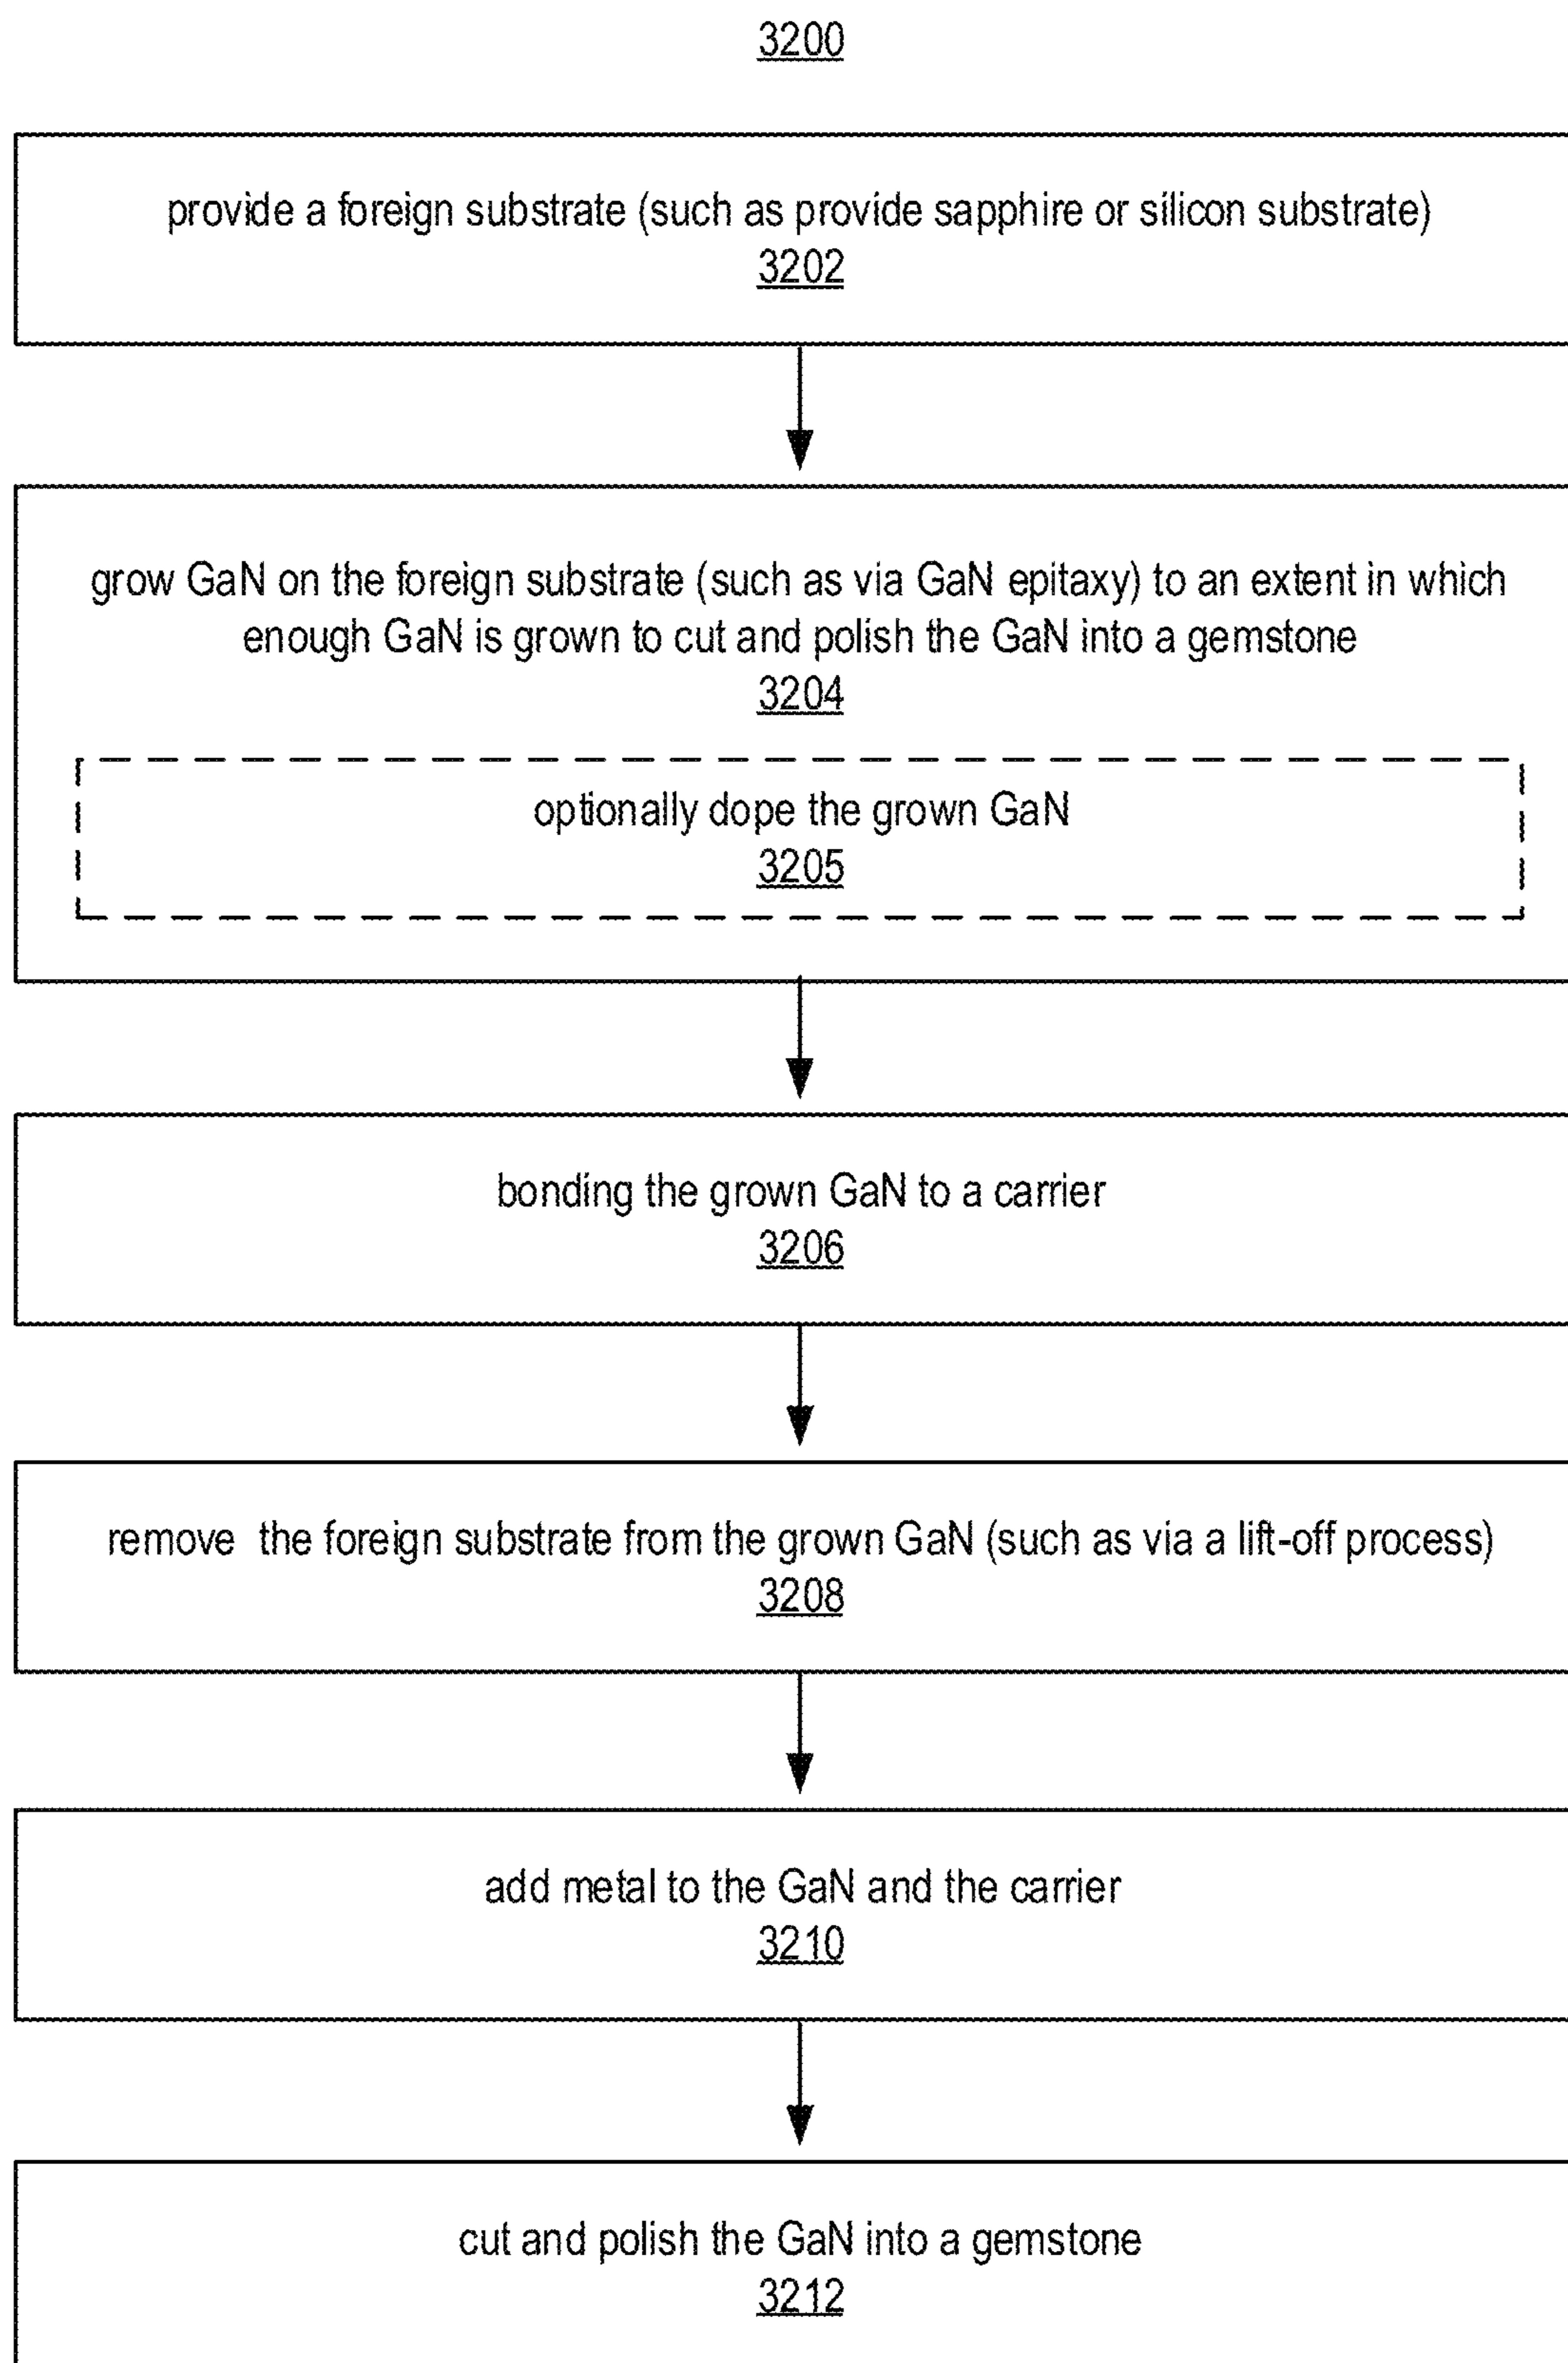 3200
provide a foreign substrate (such as provide sapphire or silicon substrate)
3202
grow GaN on the foreign substrate (such as via GaN epitaxy) to an extent in which
enough GaN is grown to cut and polish the GaN into a gemstone
3204
optionally dope the grown GaN
3205
bonding the grown GaN to a carrier
3206
remove the foreign substrate from the grown GaN (such as via a lift-off process)
3208
add metal to the GaN and the carrier
3210
cut and polish the GaN into a gemstone
3212